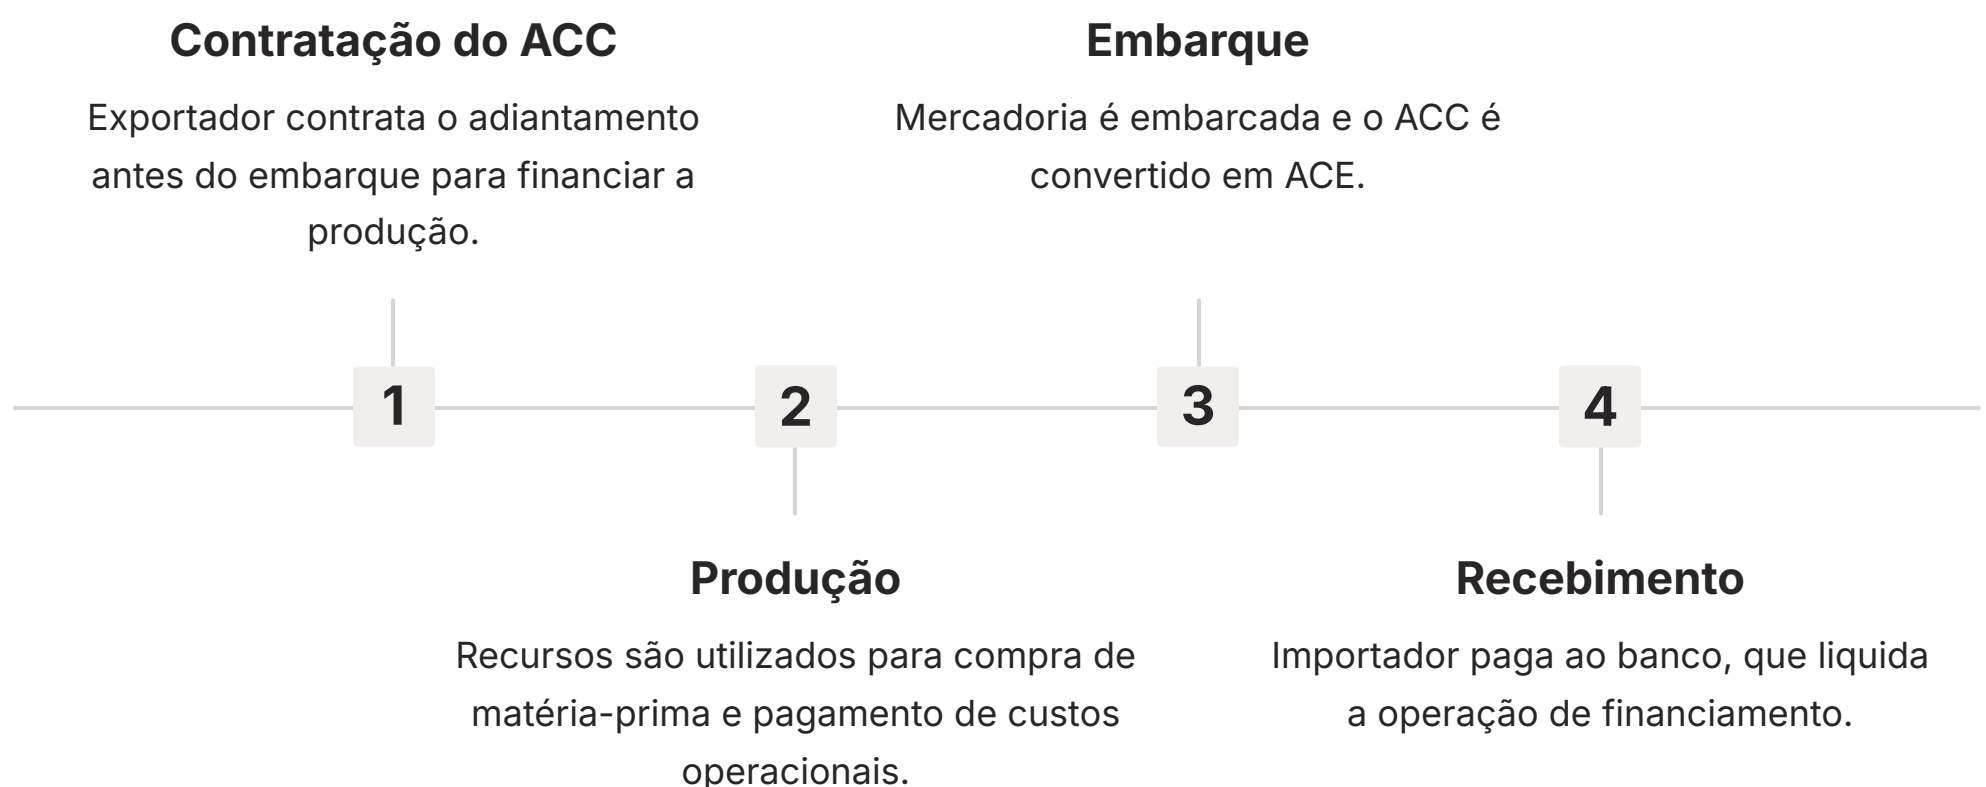 Contratação do ACC
Exportador contrata o adiantamento
antes do embarque para financiar a
produção.
Embarque
Mercadoria é embarcada e o ACC é
convertido em ACE.
1
2
3
4
Produção
Recursos são utilizados para compra de
matéria-prima e pagamento de custos
operacionais.
Recebimento
Importador paga ao banco, que liquida
a operação de financiamento.